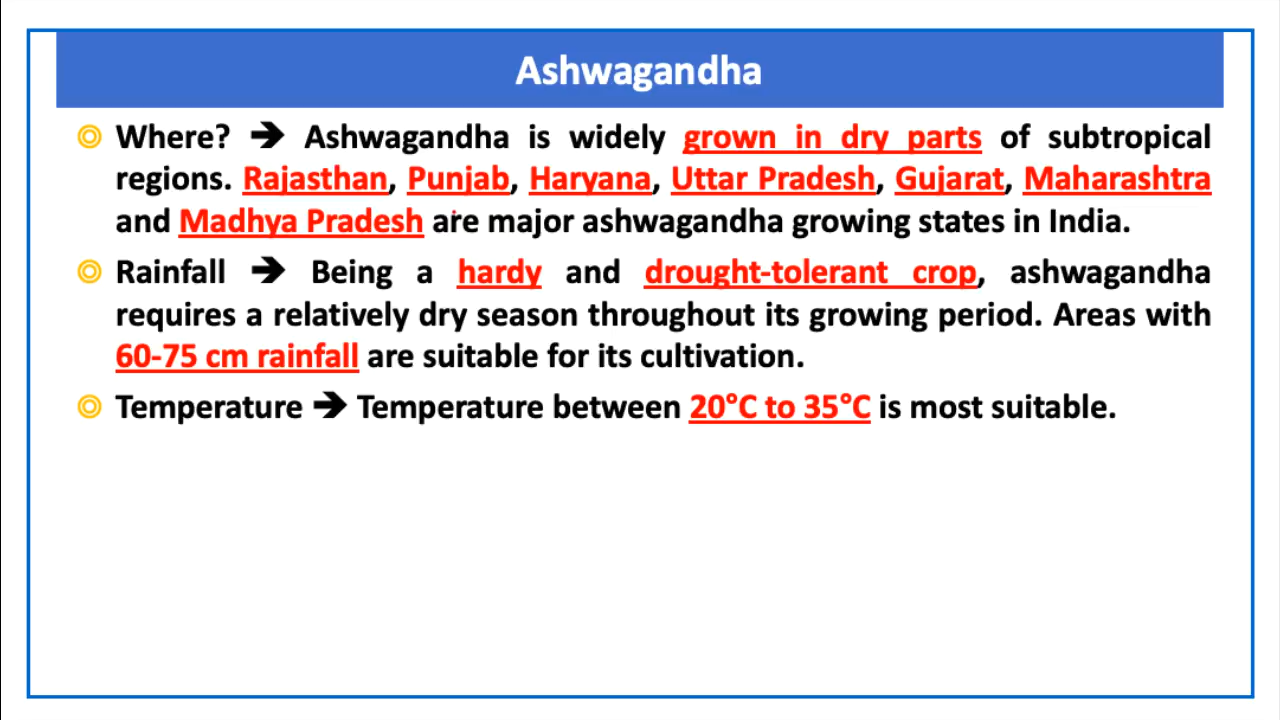 Ashwagandha
Where? ➔ Ashwagandha is widely grown in dry parts of subtropical
regions. Rajasthan, Punjab, Haryana, Uttar Pradesh, Gujarat, Maharashtra
and Madhya Pradesh are major ashwagandha growing states in India.
Rainfall ➔ Being a hardy and drought-tolerant crop, ashwagandha
requires a relatively dry season throughout its growing period. Areas with
60-75 cm rainfall are suitable for its cultivation.
Temperature ➔ Temperature between 20°C to 35°C is most suitable.